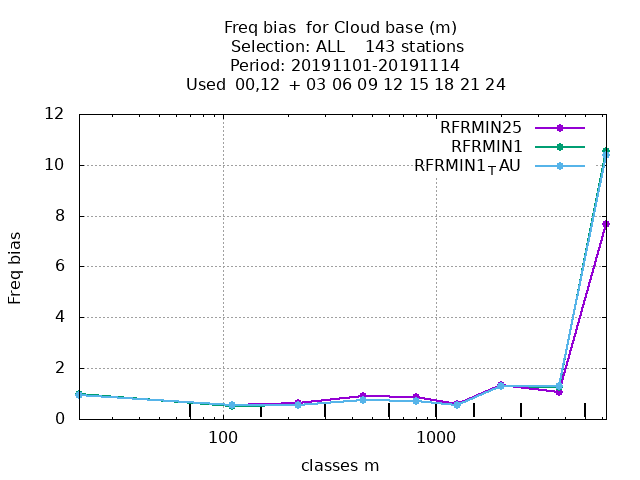 Freq bias  for Cloud base (m)
Selection: ALL    143 stations
Period: 20191101-20191114
Used  00,12  + 03 06 09 12 15 18 21 24
RFRMIN25
RFRMIN1
RFRMIN1TAU
12
10
8
6
4
2
0
Freq bias
100
1000
classes m